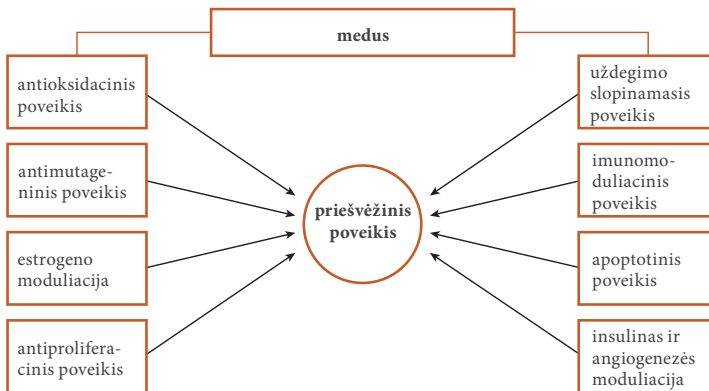 medus
antioksidacinis
poveikis
antimutage-
ninis poveikis
estrogeno
moduliacija
antiprolifera-
cinis poveikis
priešvėžinis
poveikis
uždegimo
slopinamasis
poveikis
imunomo-
duliacinis
poveikis
apoptotinis
poveikis
insulinas ir
angiogenezės
moduliacija